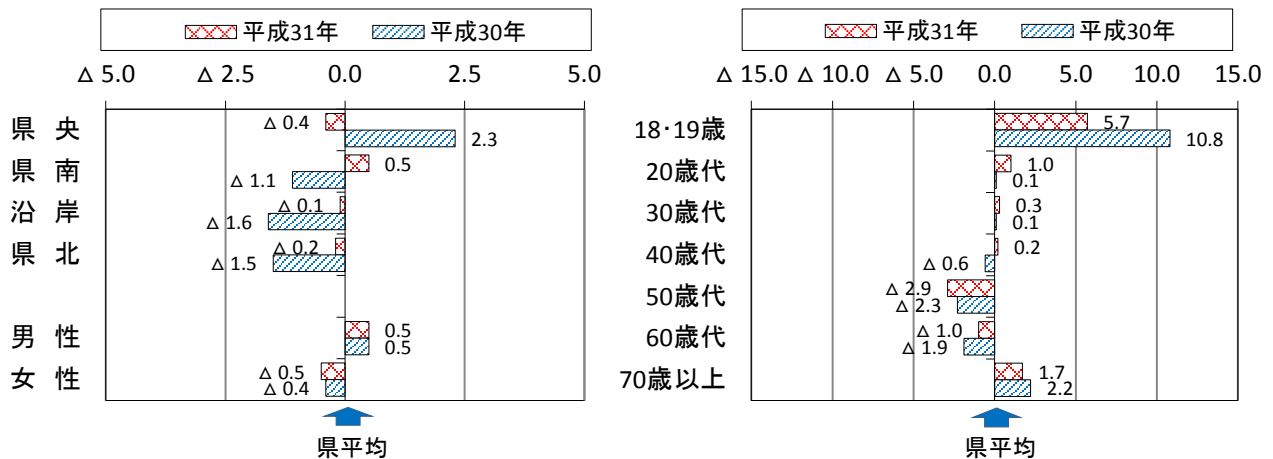 平成31年 平成30年
△ 5.0 △ 2.5 0.0 2.5 5.0
県 央 △ 0.4 2.3
県 南 0.5 △ 1.1
沿 岸 △ 0.1 △ 1.6
県 北 △ 0.2 △ 1.5
男 性 0.5 0.5
女 性 △ 0.5 △ 0.4
県平均
平成31年 平成30年
△ 15.0 △ 10.0 △ 5.0 0.0 5.0 10.0 15.0
18･19歳 5.7 10.8
20歳代 1.0 0.1
30歳代 0.3 0.1
40歳代 0.2 △ 0.6
50歳代 △ 2.9 △ 2.3
60歳代 △ 1.0 △ 1.9
70歳以上 1.7 2.2
県平均